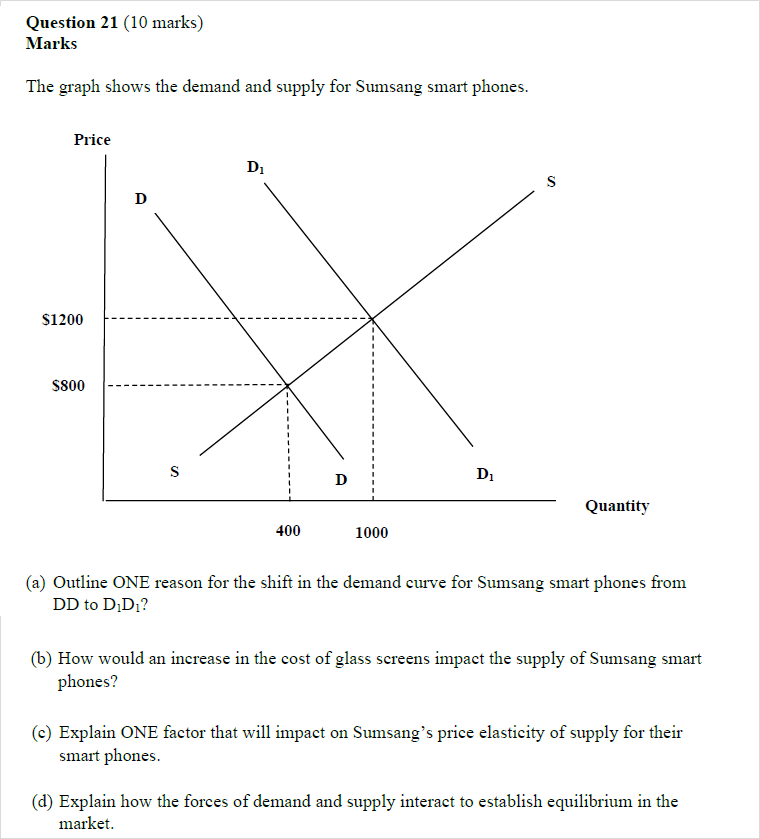 Question 21 (10 marks)
Marks
The graph shows the demand and supply for Sumsang smart phones.
Price
D₁
S
D
$1200
$800
S
D
D₁
Quantity
400
1000
(a) Outline ONE reason for the shift in the demand curve for Sumsang smart phones from
DD to D₁D₁?
(b) How would an increase in the cost of glass screens impact the supply of Sumsang smart
phones?
(c) Explain ONE factor that will impact on Sumsang’s price elasticity of supply for their
smart phones.
(d) Explain how the forces of demand and supply interact to establish equilibrium in the
market.